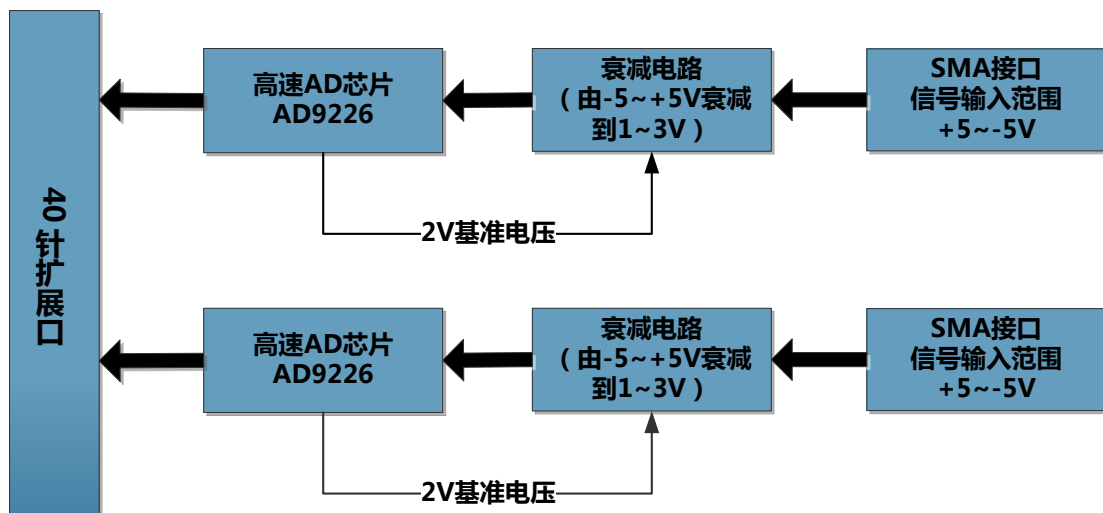 40针扩展口
高速AD芯片
AD9226
衰减电路
（由-5~+5V衰减
到1~3V）
SMA接口
信号输入范围
+5~-5V
2V基准电压
高速AD芯片
AD9226
衰减电路
（由-5~+5V衰减
到1~3V）
SMA接口
信号输入范围
+5~-5V
2V基准电压